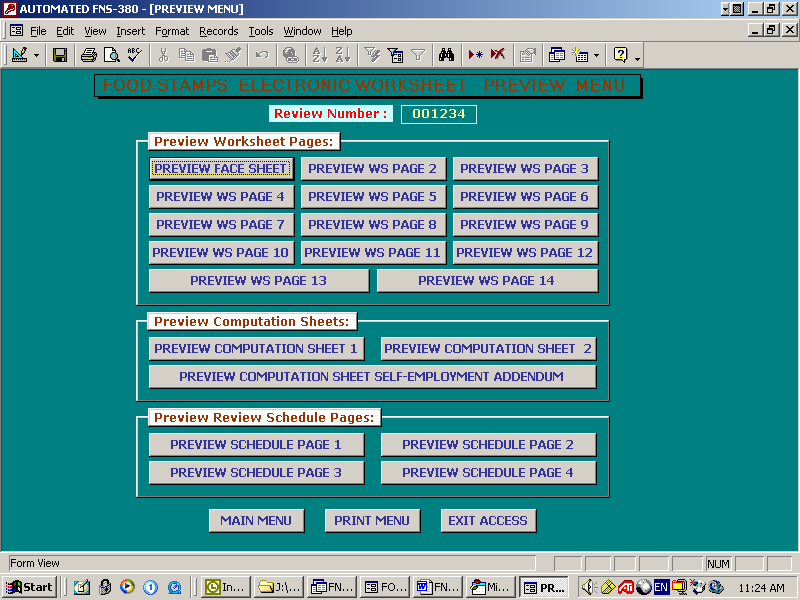 AUTOMATED FNS-380 - [PREVIEW MENU]
File Edit View Insert Format Records Tools Window Help
FOOD STAMPS ELECTRONIC WORKSHEET - PREVIEW MENU
Review Number : 001234
Preview Worksheet Pages:
PREVIEW FACE SHEET PREVIEW WS PAGE 2 PREVIEW WS PAGE 3
PREVIEW WS PAGE 4 PREVIEW WS PAGE 5 PREVIEW WS PAGE 6
PREVIEW WS PAGE 7 PREVIEW WS PAGE 8 PREVIEW WS PAGE 9
PREVIEW WS PAGE 10 PREVIEW WS PAGE 11 PREVIEW WS PAGE 12
PREVIEW WS PAGE 13 PREVIEW WS PAGE 14
Preview Computation Sheets:
PREVIEW COMPUTATION SHEET 1 PREVIEW COMPUTATION SHEET 2
PREVIEW COMPUTATION SHEET SELF-EMPLOYMENT ADDENDUM
Preview Review Schedule Pages:
PREVIEW SCHEDULE PAGE 1 PREVIEW SCHEDULE PAGE 2
PREVIEW SCHEDULE PAGE 3 PREVIEW SCHEDULE PAGE 4
MAIN MENU PRINT MENU EXIT ACCESS
Form View NUM
Start In... J:\... FN... FO... FN... Mi... PR... EN 11:24 AM